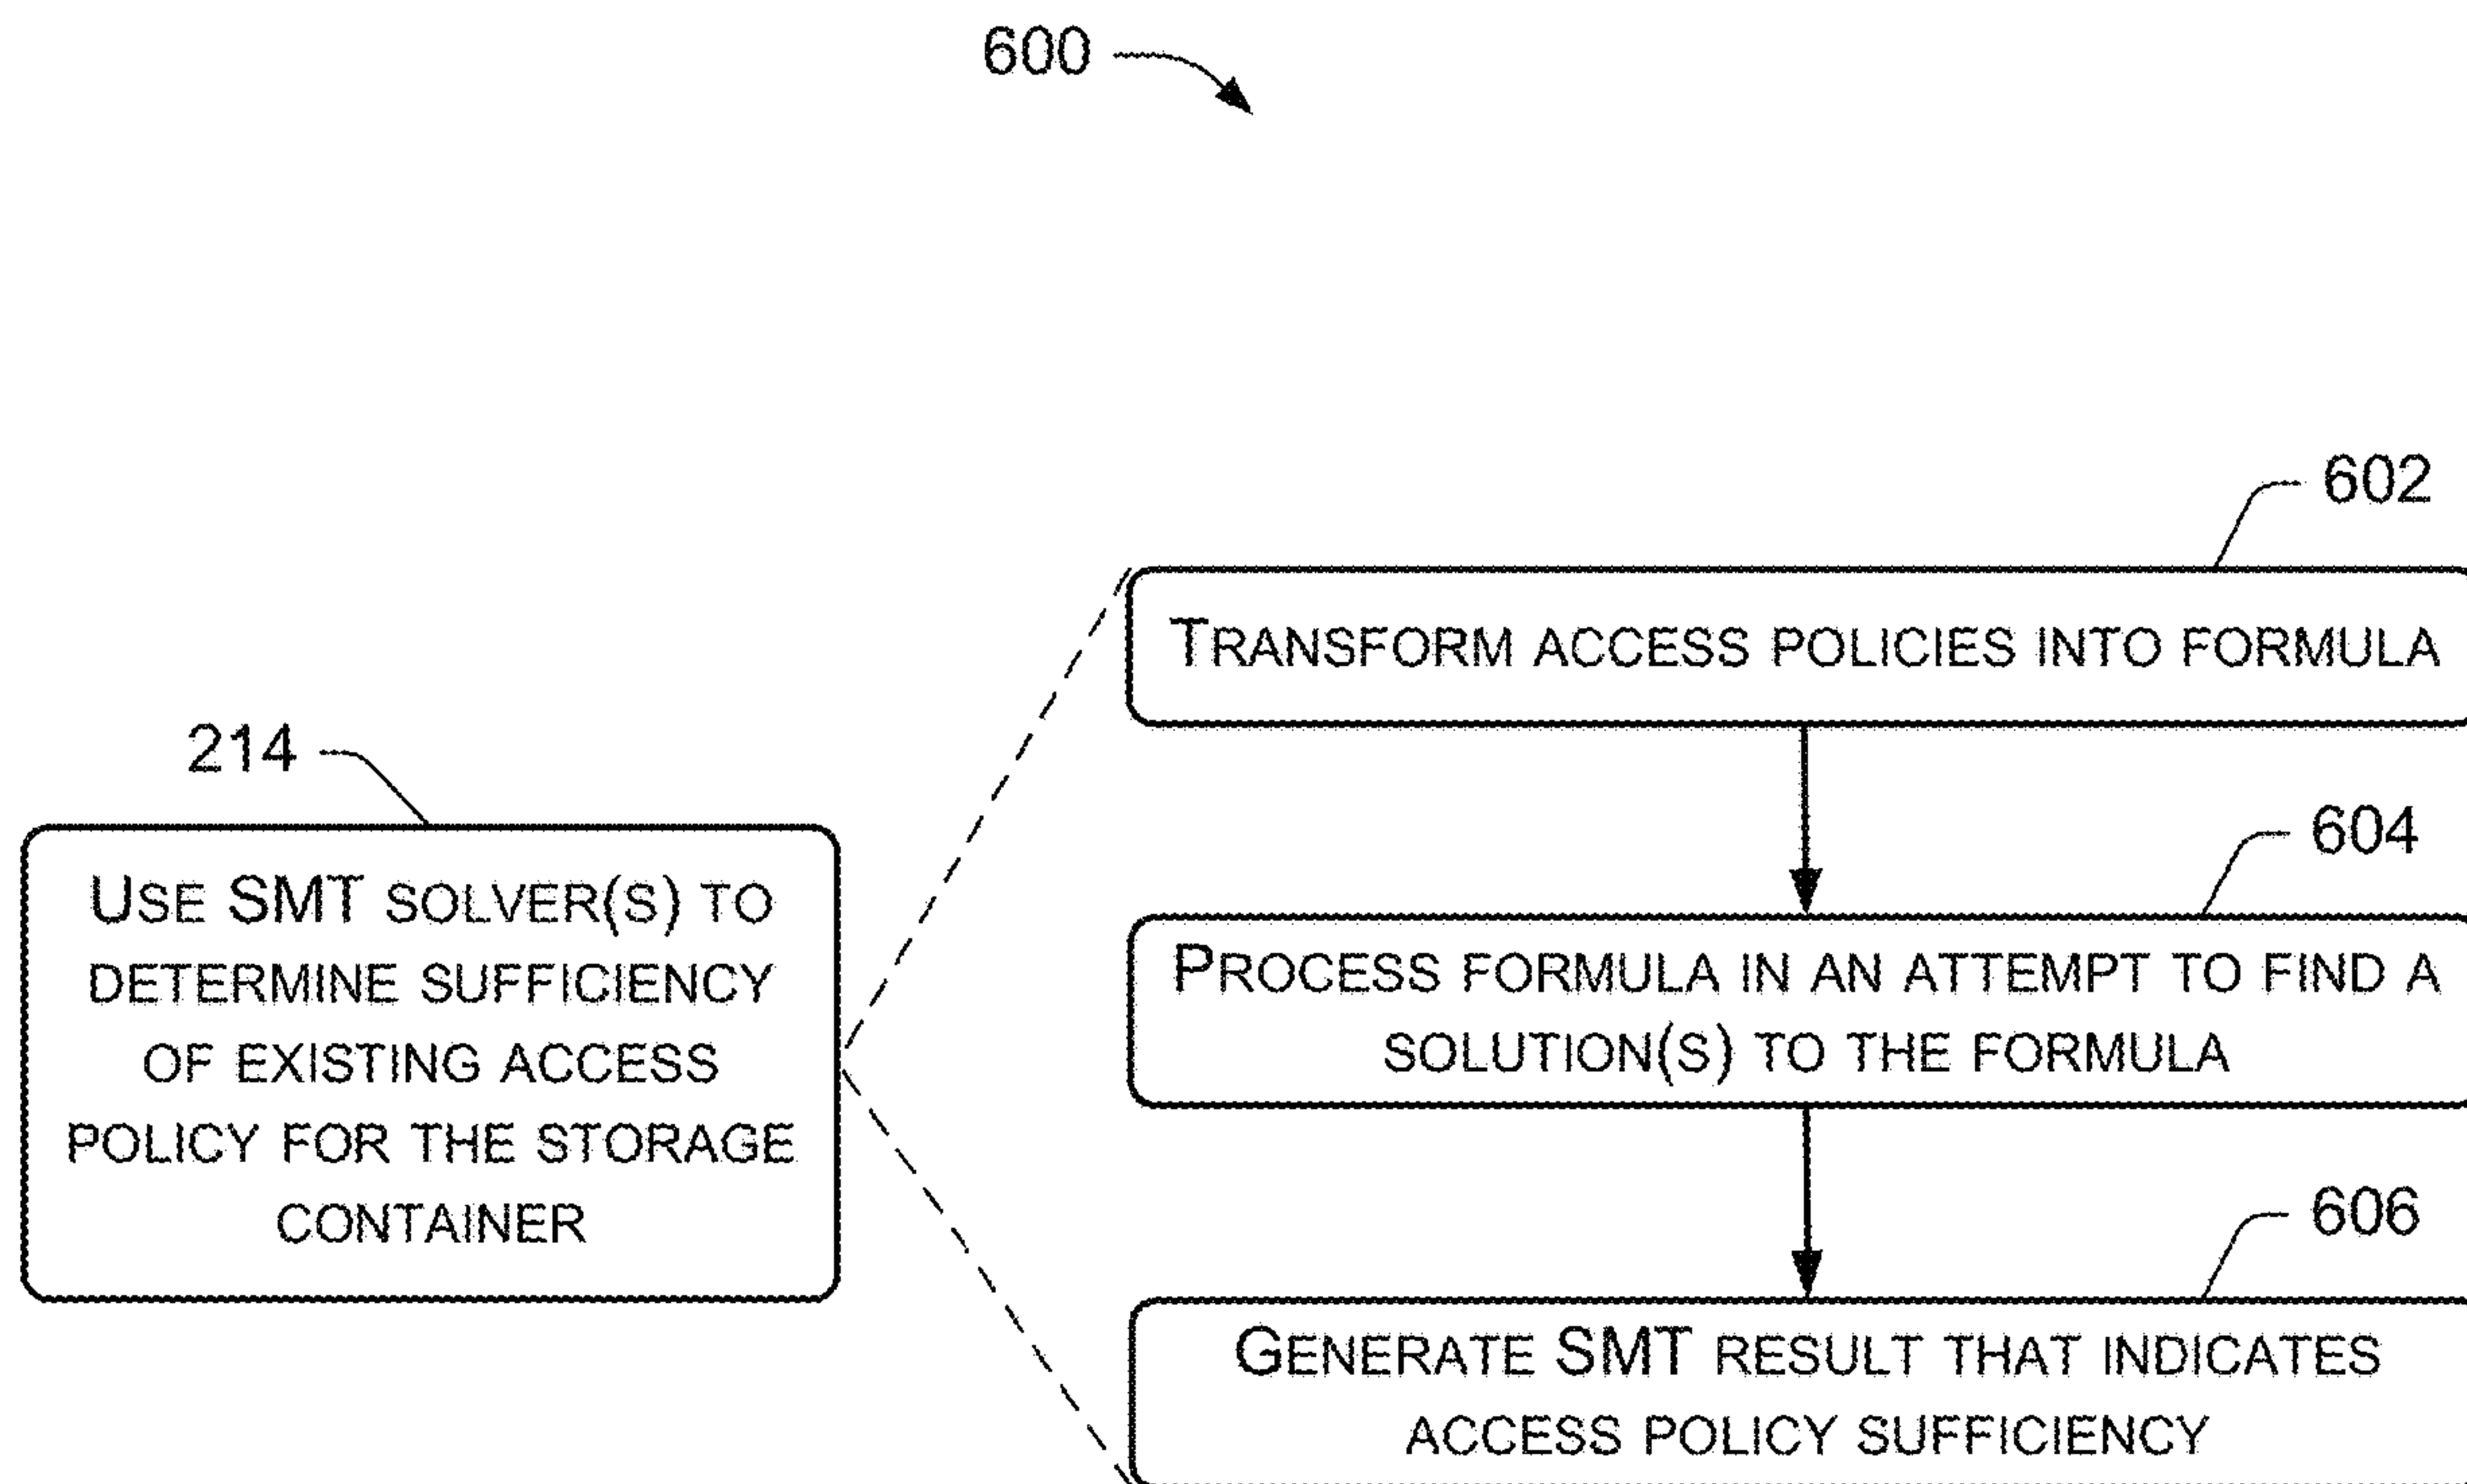 600
602
TRANSFORM ACCESS POLICIES INTO FORMULA
214
604
USE SMT SOLVER(S) TO
DETERMINE SUFFICIENCY
OF EXISTING ACCESS
POLICY FOR THE STORAGE
CONTAINER
PROCESS FORMULA IN AN ATTEMPT TO FIND A
SOLUTION(S) TO THE FORMULA
606
GENERATE SMT RESULT THAT INDICATES
ACCESS POLICY SUFFICIENCY